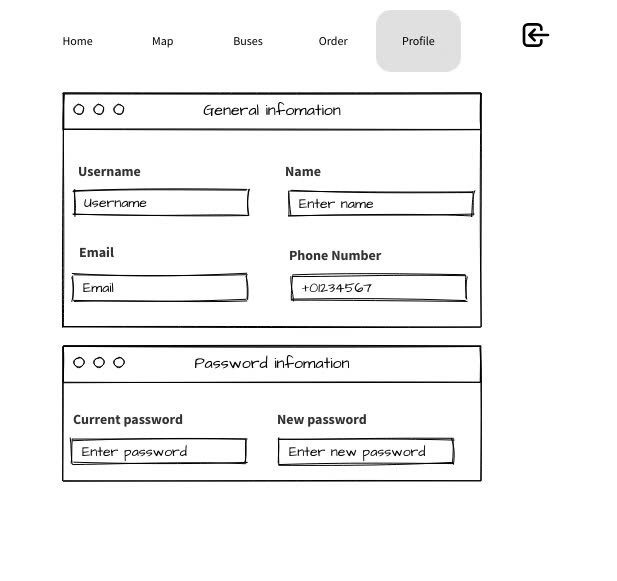 Home Map Buses Order Profile
General infomation
Username Name
Username Enter name
Email Phone Number
Email +01234567
Password infomation
Current password New password
Enter password Enter new password